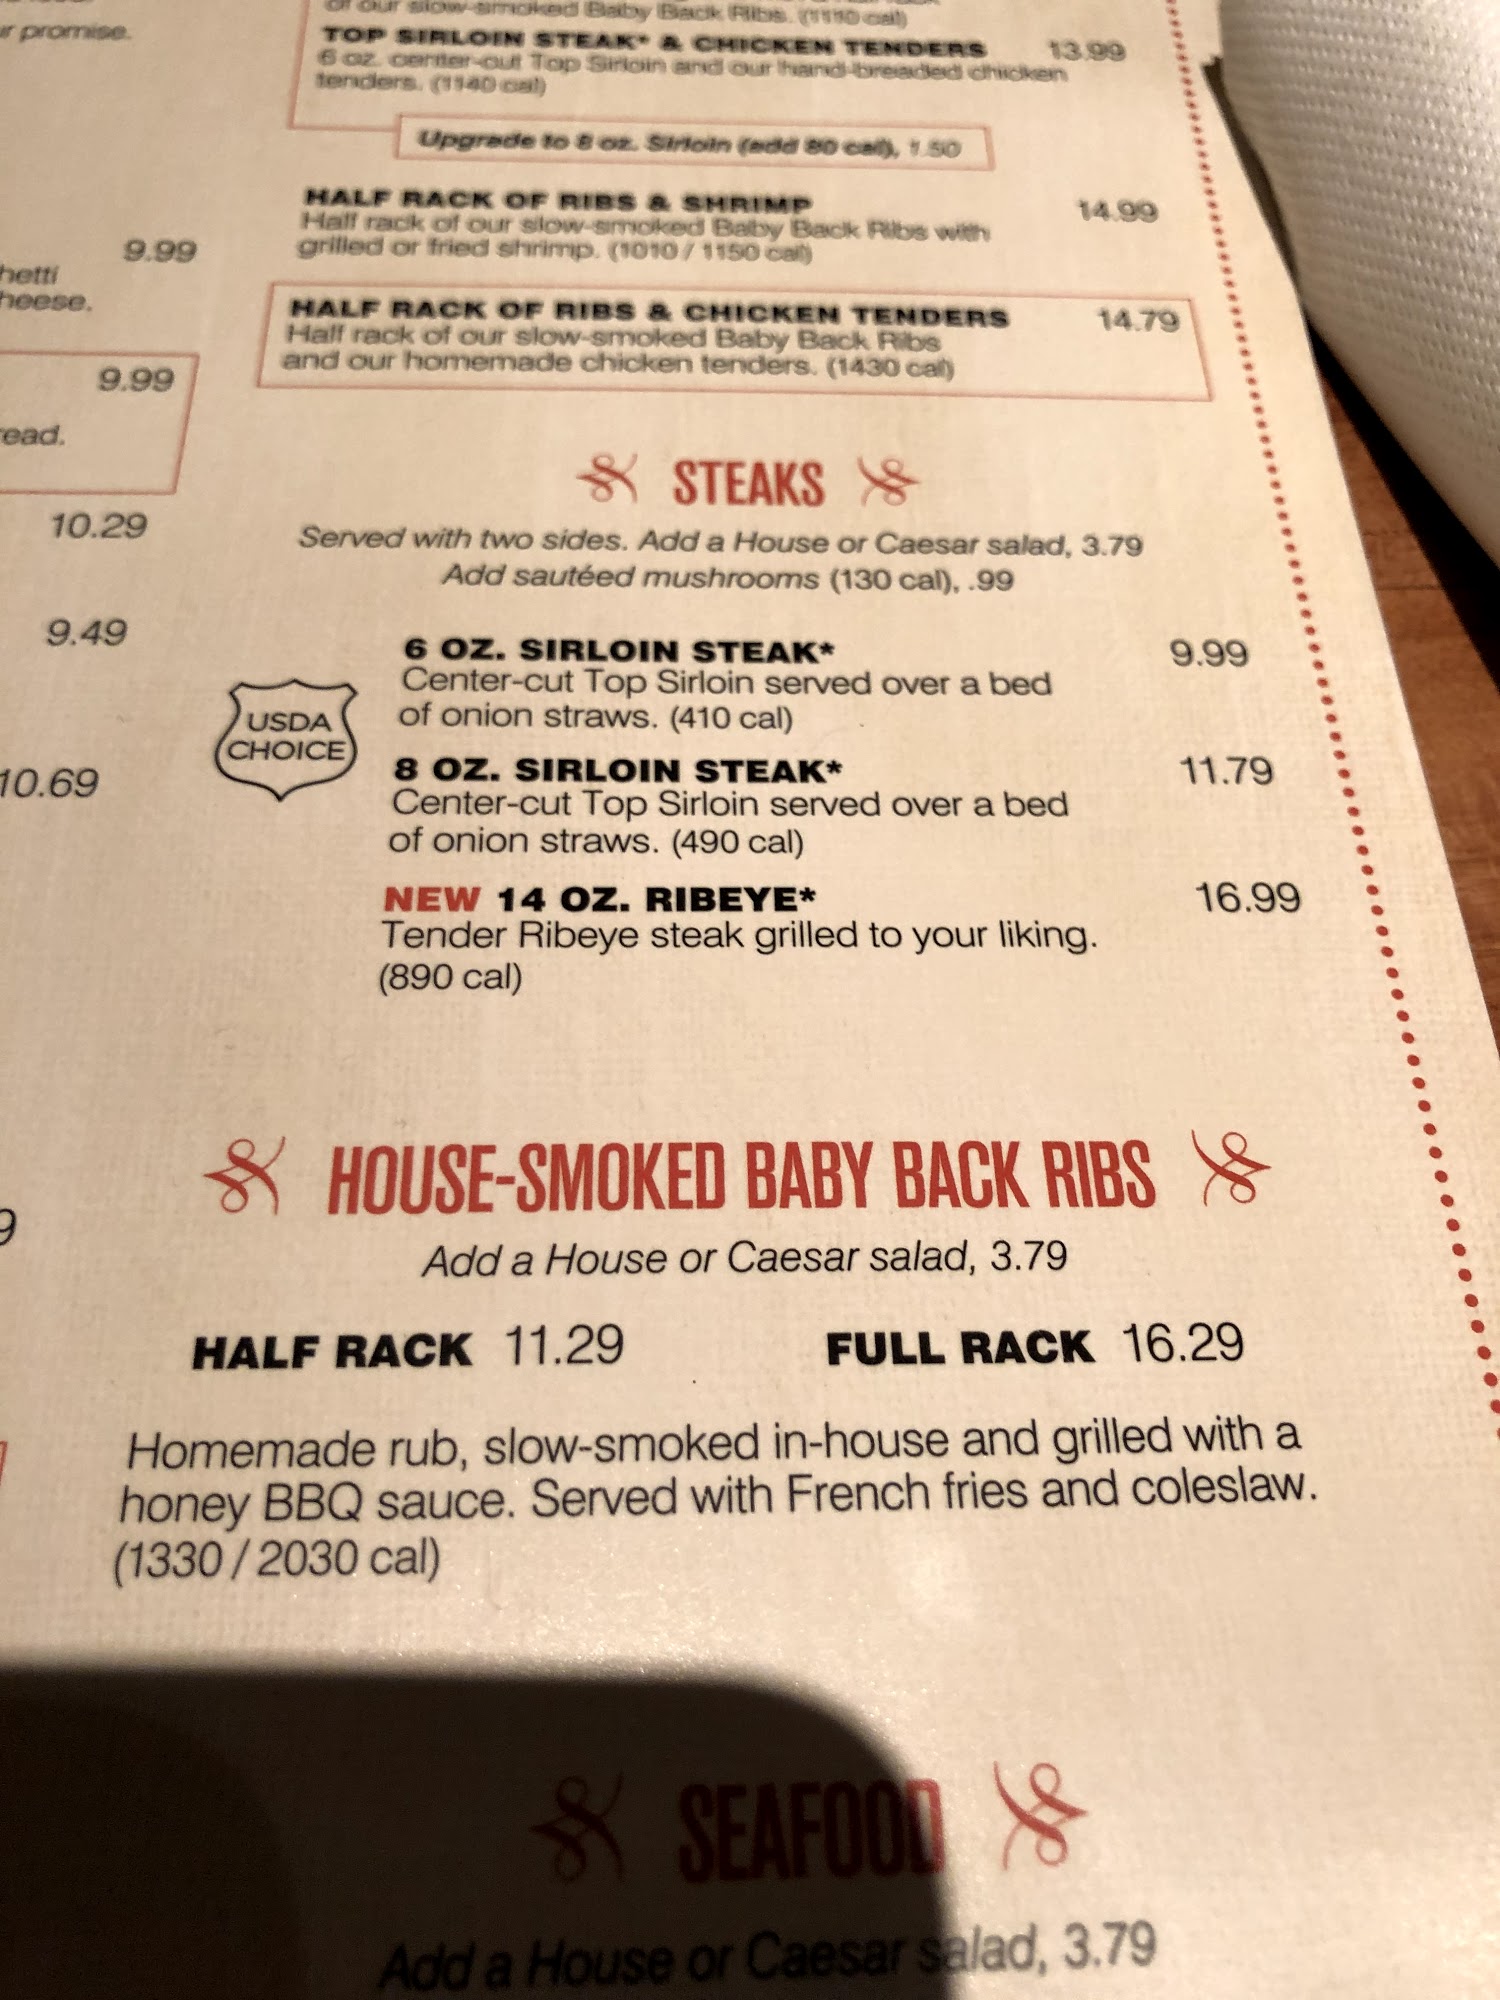 of our slow-smoked Baby Back Ribs. (1110 cal)
TOP SIRLOIN STEAK* & CHICKEN TENDERS 13.99
6 oz. center-cut Top Sirloin and our hand-breaded chicken
tenders. (1140 cal)
Upgrade to 8 oz. Sirloin (add 80 cal), 1.50
HALF RACK OF RIBS & SHRIMP 14.99
Half rack of our slow-smoked Baby Back Ribs with
grilled or fried shrimp. (1010 / 1150 cal)
HALF RACK OF RIBS & CHICKEN TENDERS 14.79
Half rack of our slow-smoked Baby Back Ribs
and our homemade chicken tenders. (1430 cal)
STEAKS
Served with two sides. Add a House or Caesar salad, 3.79
Add sautéed mushrooms (130 cal), .99
USDA
CHOICE
6 OZ. SIRLOIN STEAK* 9.99
Center-cut Top Sirloin served over a bed
of onion straws. (410 cal)
8 OZ. SIRLOIN STEAK* 11.79
Center-cut Top Sirloin served over a bed
of onion straws. (490 cal)
NEW 14 OZ. RIBEYE* 16.99
Tender Ribeye steak grilled to your liking.
(890 cal)
HOUSE-SMOKED BABY BACK RIBS
Add a House or Caesar salad, 3.79
HALF RACK 11.29 FULL RACK 16.29
Homemade rub, slow-smoked in-house and grilled with a
honey BBQ sauce. Served with French fries and coleslaw.
(1330 / 2030 cal)
SEAFOOD
Add a House or Caesar salad, 3.79
promise.
9.99
9.99
10.29
9.49
10.69